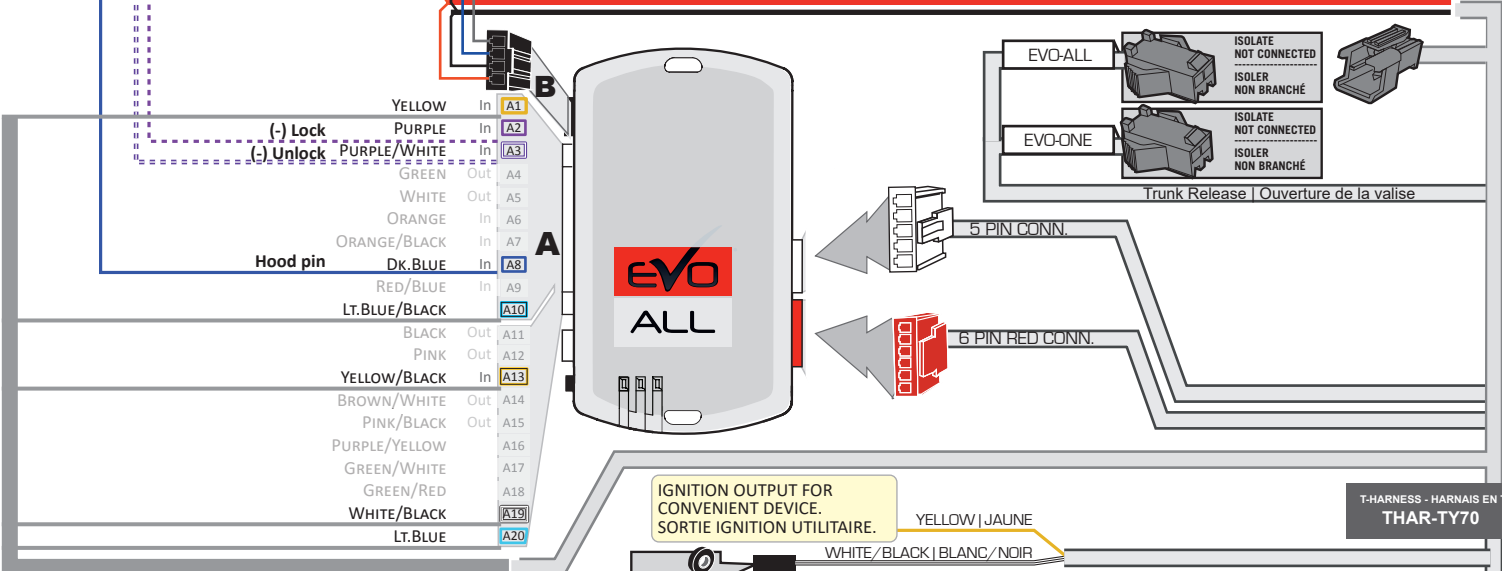 EVO-ALL
ISOLATE
NOT CONNECTED
ISOLER
NON BRANCHÉ
EVO-ONE
ISOLATE
NOT CONNECTED
ISOLER
NON BRANCHÉ
Trunk Release | Ouverture de la valise
B
YELLOW In A1
(-) Lock PURPLE In A2
(-) Unlock PURPLE/WHITE In A3
GREEN Out A4
WHITE Out A5
ORANGE In A6
ORANGE/BLACK In A7
A
Hood pin DK.BLUE In A8
RED/BLUE In A9
LT.BLUE/BLACK A10
BLACK Out A11
PINK Out A12
YELLOW/BLACK In A13
BROWN/WHITE Out A14
PINK/BLACK Out A15
PURPLE/YELLOW A16
GREEN/WHITE A17
GREEN/RED A18
WHITE/BLACK A19
LT.BLUE A20
EVO
ALL
5 PIN CONN.
6 PIN RED CONN.
IGNITION OUTPUT FOR
CONVENIENT DEVICE.
SORTIE IGNITION UTILITAIRE.
YELLOW | JAUNE
WHITE/BLACK | BLANC/NOIR
T-HARNESS - HARNAIS EN
THAR-TY70